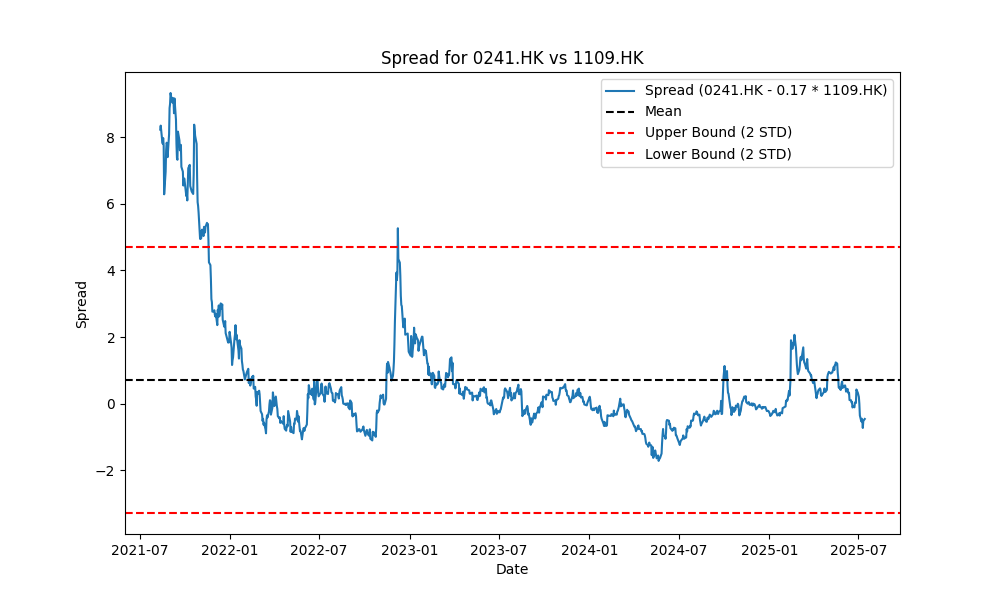 Spread for 0241.HK vs 1109.HK
Spread (0241.HK - 0.17 * 1109.HK)
Mean
Upper Bound (2 STD)
Lower Bound (2 STD)
Spread
8
6
4
2
0
−2
2021-07 2022-01 2022-07 2023-01 2023-07 2024-01 2024-07 2025-01 2025-07
Date